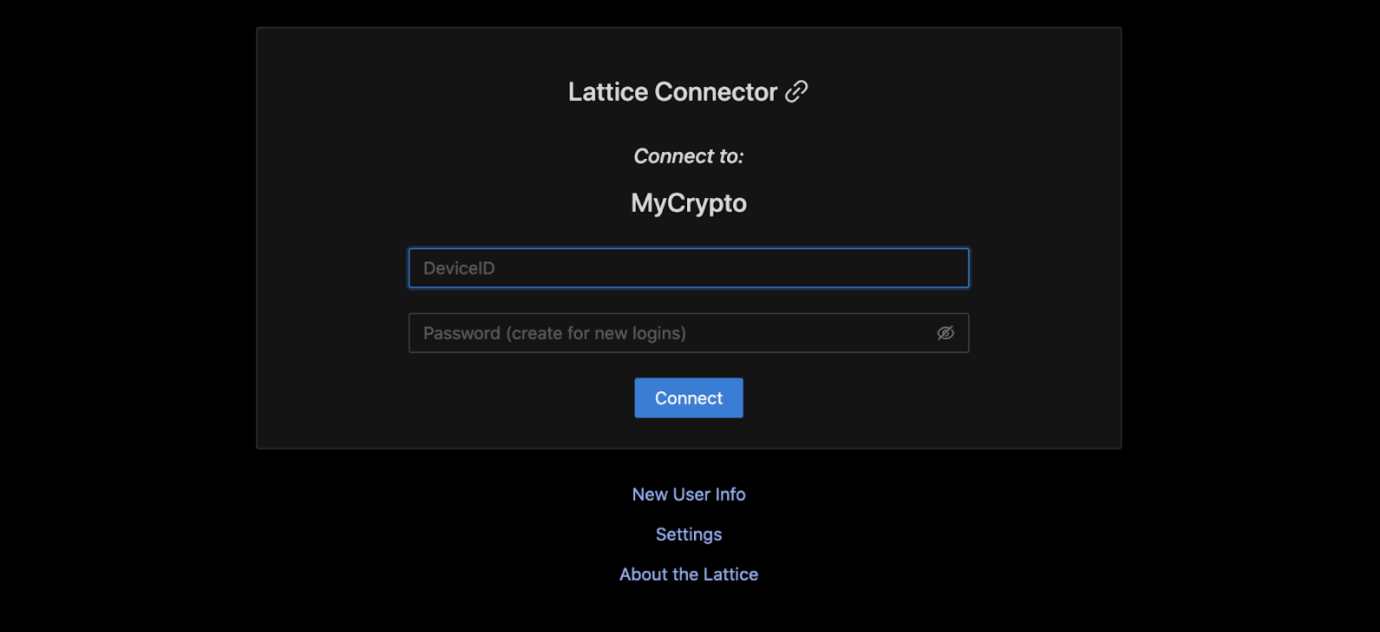 Lattice Connector
Connect to:
MyCrypto
DeviceID
Password (create for new logins)
Connect
New User Info
Settings
About the Lattice